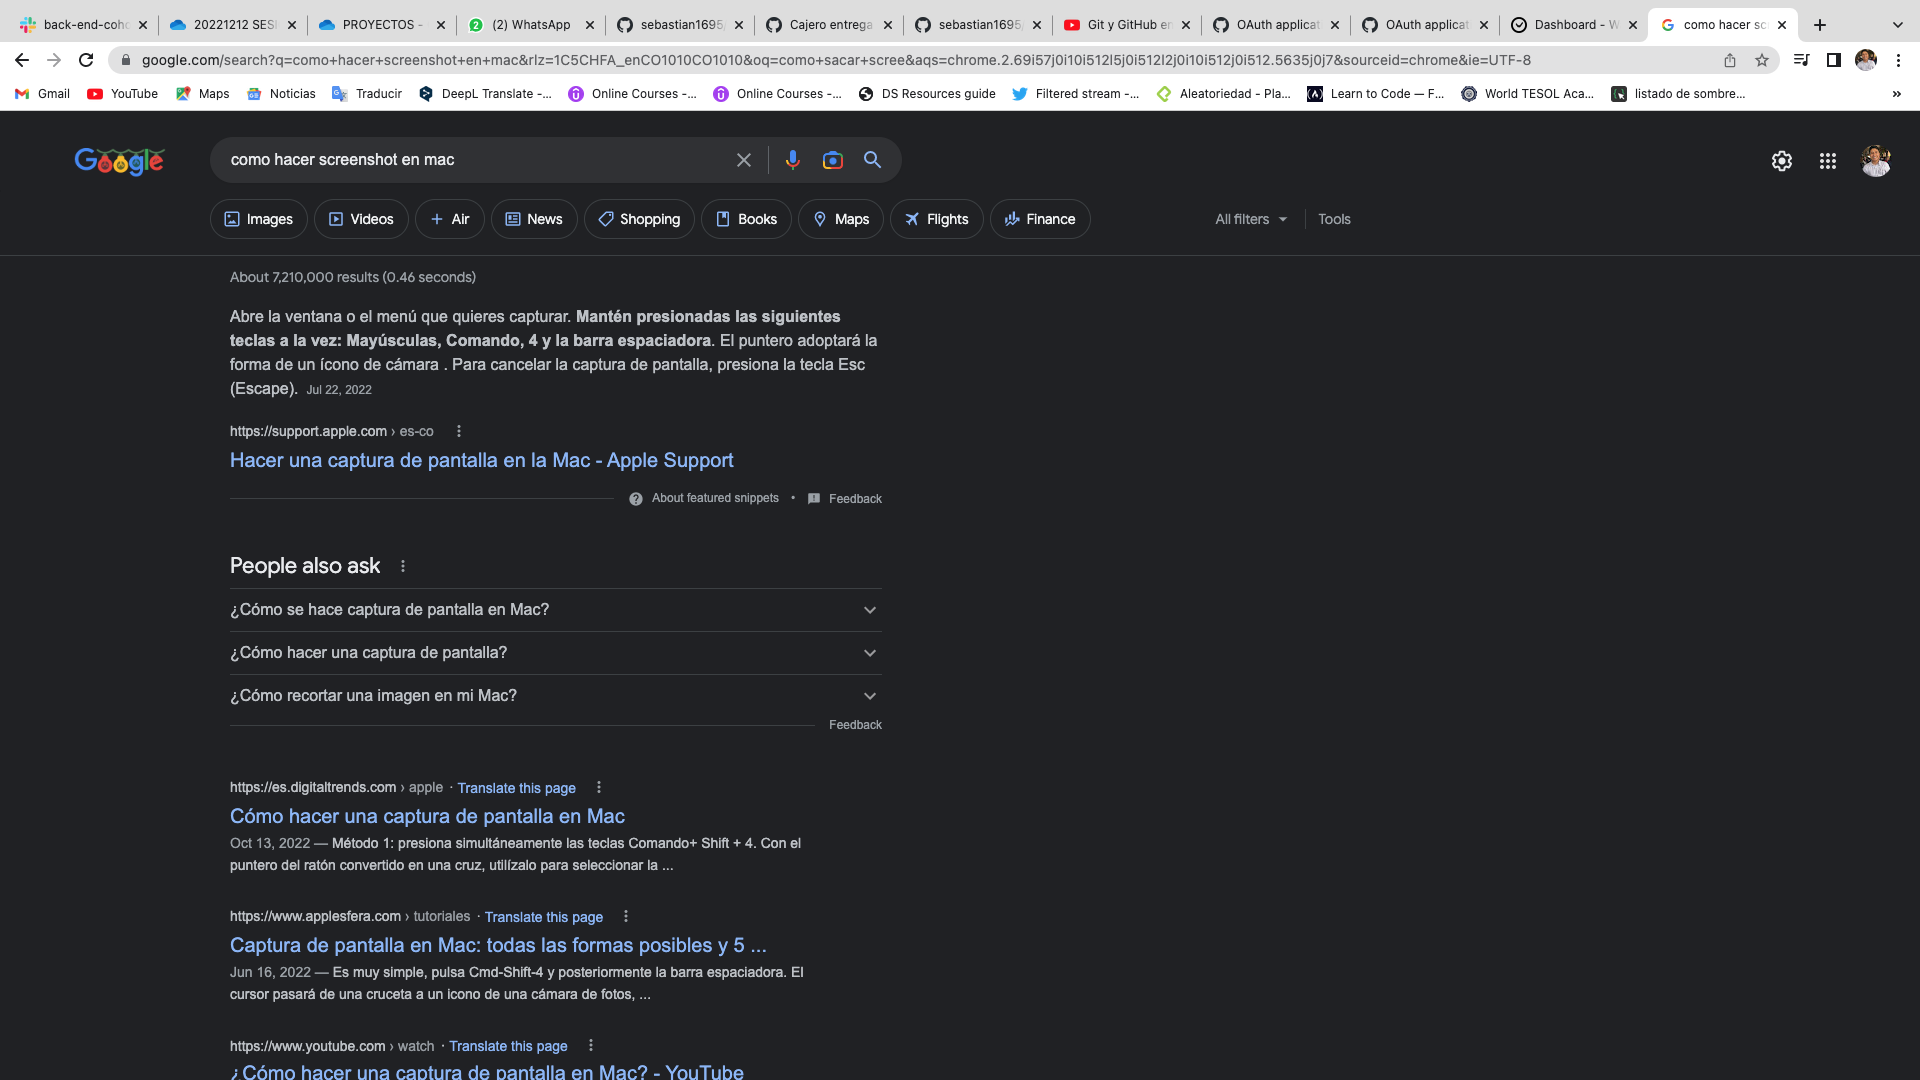 back-end-coh
20221212 SESI
PROYECTOS -
(2) WhatsApp
sebastian1695
Cajero entrega
sebastian1695
Git y GitHub en
OAuth applicat
OAuth applicat
Dashboard - W
como hacer sc
google.com/search?q=como+hacer+screenshot+en+mac&rlz=1C5CHFA_enCO1010CO1010&oq=como+sacar+scree&aqs=chrome.2.69i57j0i10i512l5j0i512l2j0i10i512j0i512.5635j0j7&sourceid=chrome&ie=UTF-8
Gmail
YouTube
Maps
Noticias
Traducir
DeepL Translate -...
Online Courses -...
Online Courses -...
DS Resources guide
Filtered stream -...
Aleatoriedad - Pla...
Learn to Code — F...
World TESOL Aca...
listado de sombre...
»
Google
como hacer screenshot en mac
Images
Videos
Air
News
Shopping
Books
Maps
Flights
Finance
All filters
Tools
About 7,210,000 results (0.46 seconds)
Abre la ventana o el menú que quieres capturar. Mantén presionadas las siguientes
teclas a la vez: Mayúsculas, Comando, 4 y la barra espaciadora. El puntero adoptará la
forma de un ícono de cámara . Para cancelar la captura de pantalla, presiona la tecla Esc
(Escape). Jul 22, 2022
https://support.apple.com › es-co
Hacer una captura de pantalla en la Mac - Apple Support
About featured snippets • Feedback
People also ask
¿Cómo se hace captura de pantalla en Mac?
¿Cómo hacer una captura de pantalla?
¿Cómo recortar una imagen en mi Mac?
Feedback
https://es.digitaltrends.com › apple · Translate this page
Cómo hacer una captura de pantalla en Mac
Oct 13, 2022 — Método 1: presiona simultáneamente las teclas Comando+ Shift + 4. Con el
puntero del ratón convertido en una cruz, utilízalo para seleccionar la ...
https://www.applesfera.com › tutoriales · Translate this page
Captura de pantalla en Mac: todas las formas posibles y 5 ...
Jun 16, 2022 — Es muy simple, pulsa Cmd-Shift-4 y posteriormente la barra espaciadora. El
cursor pasará de una cruceta a un icono de una cámara de fotos, ...
https://www.youtube.com › watch · Translate this page
¿Cómo hacer una captura de pantalla en Mac? - YouTube